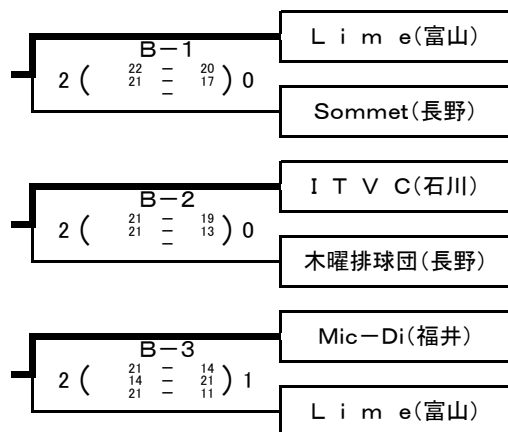 Ｌｉｍｅ(富山)
Ｂ－１
2 ( 22 － 20 ) 0
21 － 17
－
Sommet(長野)
ＩＴＶＣ(石川)
Ｂ－２
2 ( 21 － 19 ) 0
21 － 13
－
木曜排球団(長野)
Mic－Di(福井)
Ｂ－３
2 ( 21 － 14 ) 1
14 － 21
21 － 11
Ｌｉｍｅ(富山)